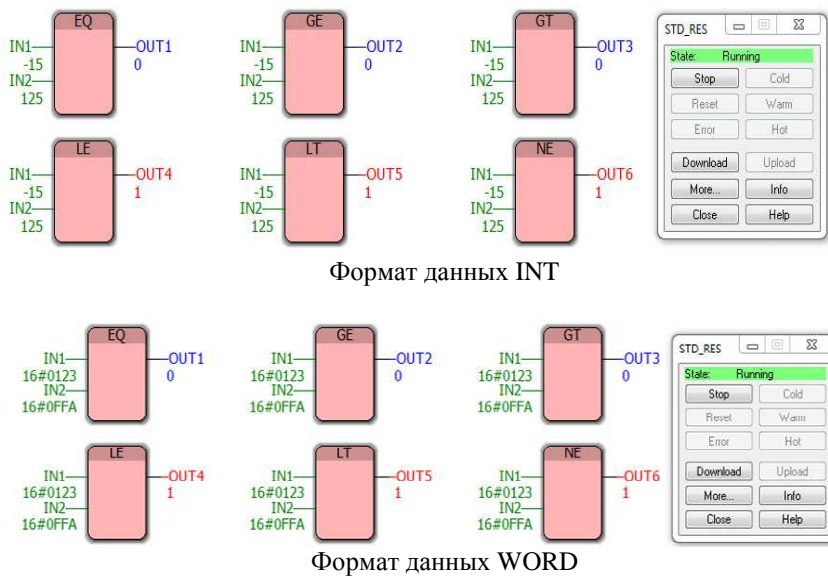 EQ GE GT
IN1 OUT1 IN1 OUT2 IN1 OUT3
-15 0 -15 0 -15 0
IN2 IN2 IN2
125 125 125
LE LT NE
IN1 OUT4 IN1 OUT5 IN1 OUT6
-15 1 -15 1 -15 1
IN2 IN2 IN2
125 125 125
STD_RES
State: Running
Stop Cold
Reset Warm
Error Hot
Download Upload
More... Info
Close Help
Формат данных INT
EQ GE GT
IN1 OUT1 IN1 OUT2 IN1 OUT3
16#0123 0 16#0123 0 16#0123 0
IN2 IN2 IN2
16#0FFA 16#0FFA 16#0FFA
LE LT NE
IN1 OUT4 IN1 OUT5 IN1 OUT6
16#0123 1 16#0123 1 16#0123 1
IN2 IN2 IN2
16#0FFA 16#0FFA 16#0FFA
STD_RES
State: Running
Stop Cold
Reset Warm
Error Hot
Download Upload
More... Info
Close Help
Формат данных WORD